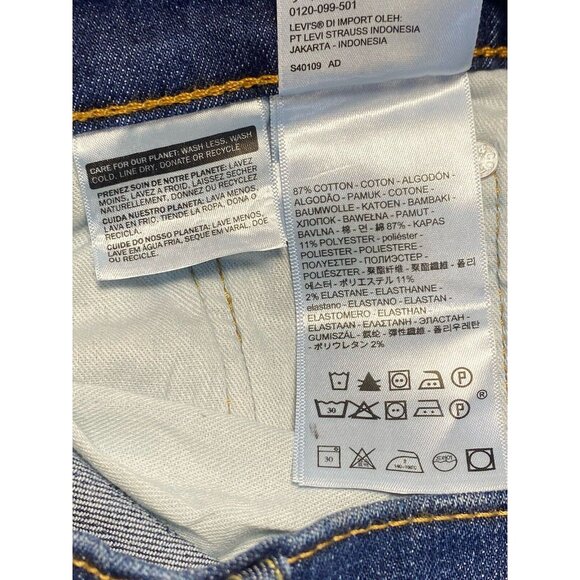 0120-099-501
LEVI'S® DI IMPORT OLEH:
PT LEVI STRAUSS INDONESIA
JAKARTA - INDONESIA
S40109 AD
CARE FOR OUR PLANET: WASH LESS, WASH
COLD, LINE DRY, DONATE OR RECYCLE
PRENEZ SOIN DE NOTRE PLANETE: LAVEZ
MOINS, LAVEZ A FROID, LAISSEZ SÉCHER
NATURELLEMENT, DONNEZ OU RECYCLEZ
CUIDA NUESTRO PLANETA: LAVA MENOS,
LAVA EN FRIO, TIENDE LA ROPA, DONA O
RECICLA.
CUIDE DO NOSSO PLANETA: LAVE MENOS,
LAVE EM ÁGUA FRIA, SEQUE EM VARAL, DOE
OU RECICLE.
87% COTTON - COTON - ALGODÓN -
ALGODÃO - PAMUK - COTONE -
BAUMWOLLE - KATOEN - BAMBAKI -
ХЛОПОК - BAWEŁNA - PAMUT -
BAVLNA - 棉 - 면 - 綿 87% - KAPAS
11% POLYESTER - poliéster -
POLIESTER - POLIESTERE -
ПОЛИЭСТЕР - ΠΟΛΥΕΣΤΕΡ -
POLIÉSZTER - 聚酯纤维 - 聚酯纖維 - 폴리
에스터 - ポリエステル 11%
2% ELASTANE - ELASTHANNE -
elastano - ELASTANO - ELASTAN -
ELASTOMERO - ELASTHAN -
ELASTAAN - ΕΛΑΣΤΑΝΗ - ЭЛАСТАН -
GUMISZÁL - 氨纶 - 彈性纖維 - 폴리우레탄
- ポリウレタン 2%
P
30
P
®
30